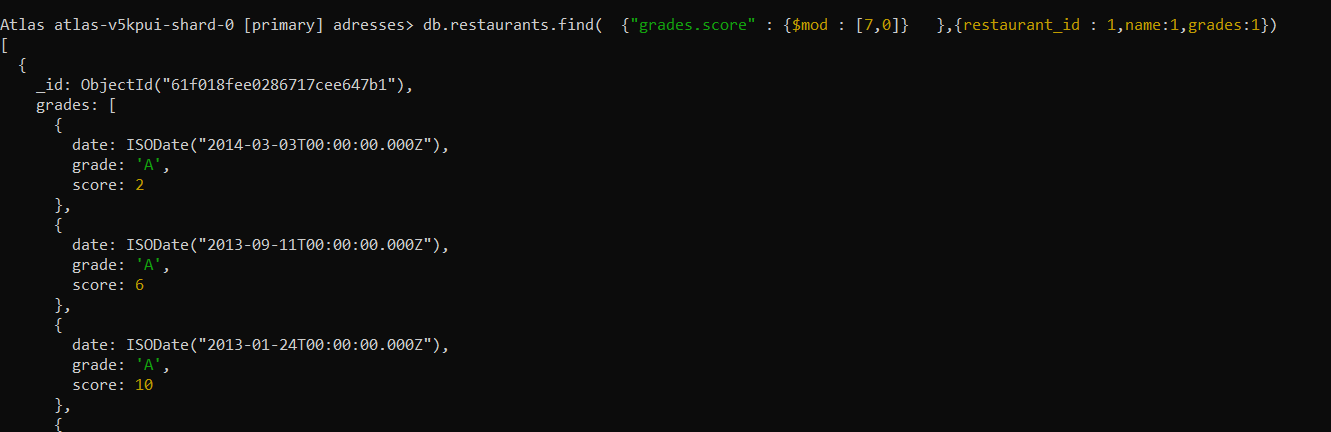 Atlas atlas-v5kpui-shard-0 [primary] adresses> db.restaurants.find(  {"grades.score" : {$mod : [7,0]}   },{restaurant_id : 1,name:1,grades:1})
[
  {
    _id: ObjectId("61f018fee0286717cee647b1"),
    grades: [
      {
        date: ISODate("2014-03-03T00:00:00.000Z"),
        grade: 'A',
        score: 2
      },
      {
        date: ISODate("2013-09-11T00:00:00.000Z"),
        grade: 'A',
        score: 6
      },
      {
        date: ISODate("2013-01-24T00:00:00.000Z"),
        grade: 'A',
        score: 10
      },
      {